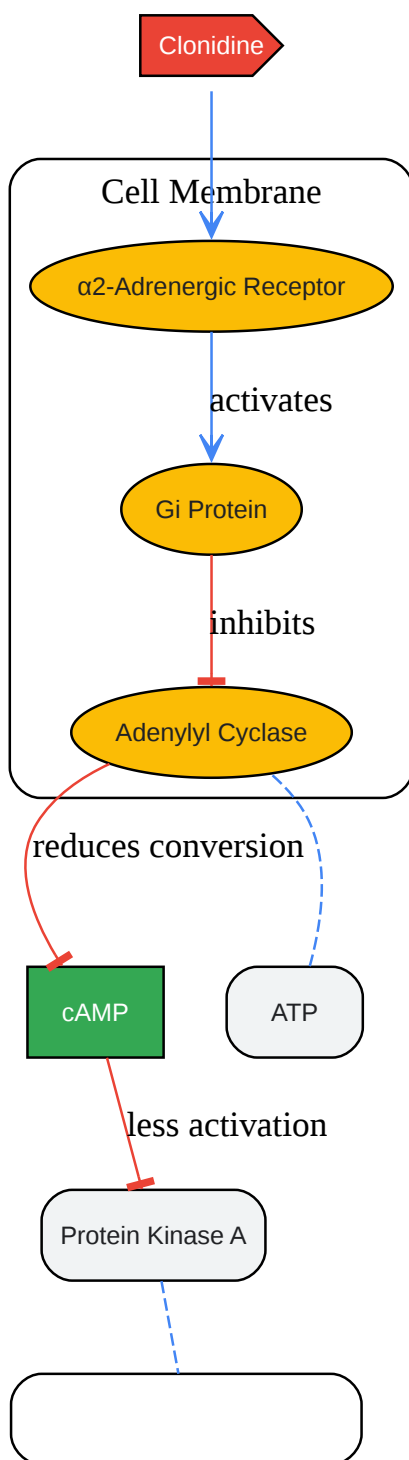 Clonidine
Cell Membrane
α2-Adrenergic Receptor
activates
Gi Protein
inhibits
Adenylyl Cyclase
reduces conversion
cAMP
ATP
less activation
Protein Kinase A